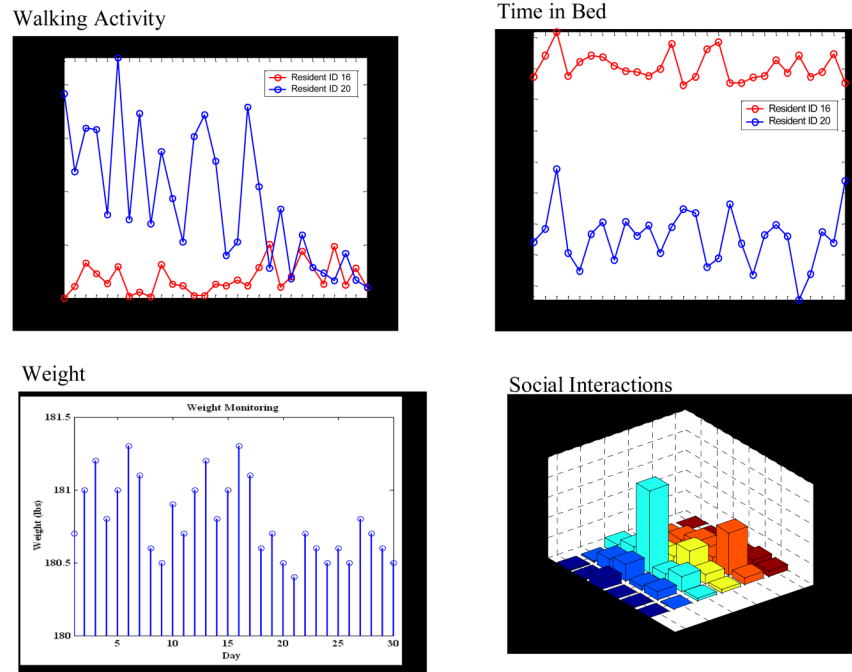 Walking Activity
Resident ID 16
Resident ID 20
Time in Bed
Resident ID 16
Resident ID 20
Weight
Weight Monitoring
181.5
181
180.5
180
Weight (lbs)
5
10
15
20
25
30
Day
Social Interactions